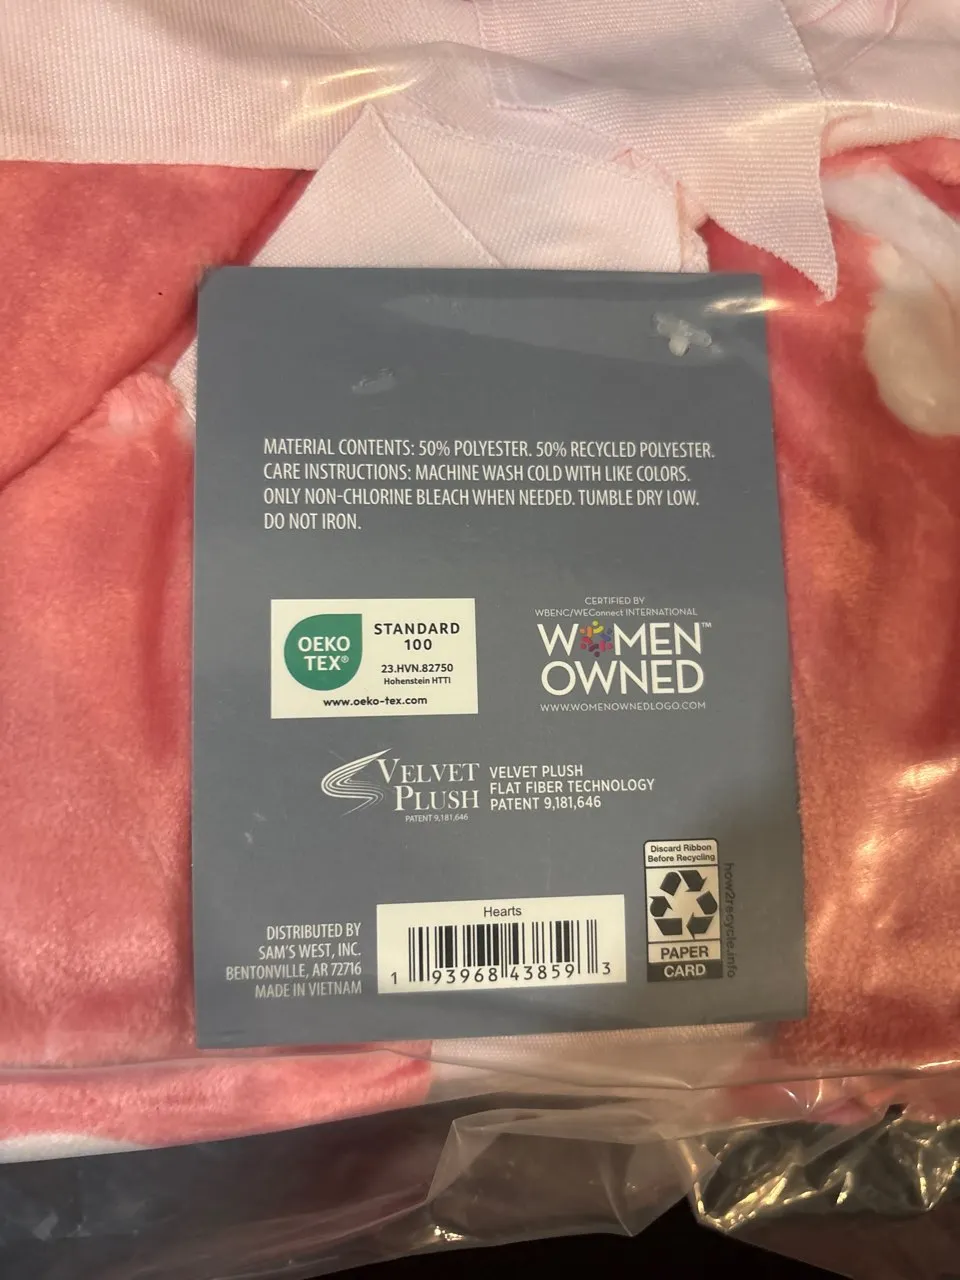 MATERIAL CONTENTS: 50% POLYESTER. 50% RECYCLED POLYESTER.
CARE INSTRUCTIONS: MACHINE WASH COLD WITH LIKE COLORS.
ONLY NON-CHLORINE BLEACH WHEN NEEDED. TUMBLE DRY LOW.
DO NOT IRON.
OEKO
TEX®
STANDARD
100
23.HVN.82750
Hohenstein HTTI
www.oeko-tex.com
CERTIFIED BY
WBENC/WEConnect INTERNATIONAL
WOMEN™
OWNED
WWW.WOMENOWNEDLOGO.COM
VELVET
PLUSH
PATENT 9,181,646
VELVET PLUSH
FLAT FIBER TECHNOLOGY
PATENT 9,181,646
Discard Ribbon
Before Recycling
PAPER
CARD
how2recycle.info
DISTRIBUTED BY
SAM'S WEST, INC.
BENTONVILLE, AR 72716
MADE IN VIETNAM
Hearts
1 93968 43859 3